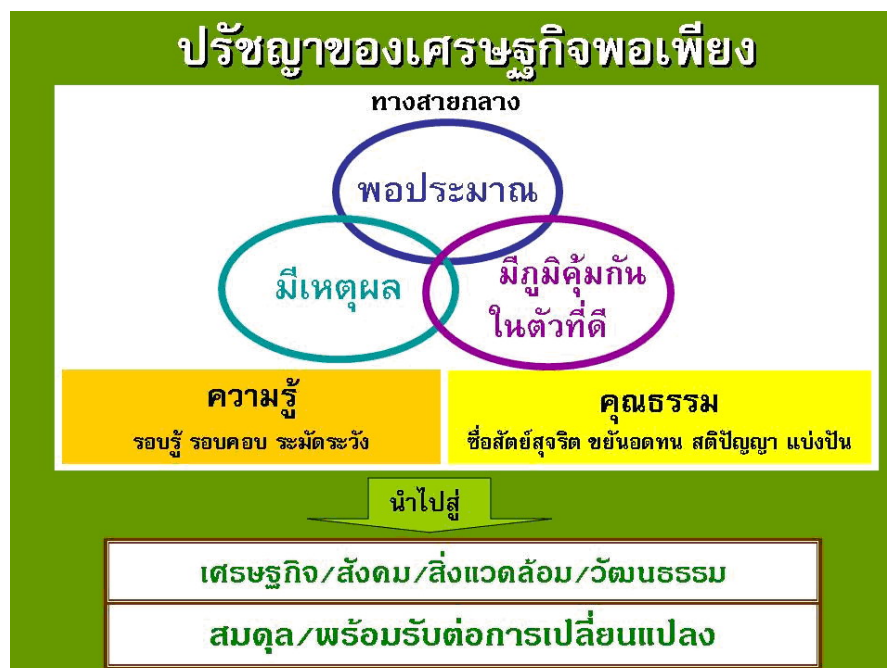 ปรัชญาของเศรษฐกิจพอเพียง
ทางสายกลาง
พอประมาณ
มีเหตุผล
มีภูมิคุ้มกัน
ในตัวที่ดี
ความรู้
รอบรู้ รอบคอบ ระมัดระวัง
คุณธรรม
ซื่อสัตย์สุจริต ขยันอดทน สติปัญญา แบ่งปัน
นำไปสู่
เศรษฐกิจ/สังคม/สิ่งแวดล้อม/วัฒนธรรม
สมดุล/พร้อมรับต่อการเปลี่ยนแปลง